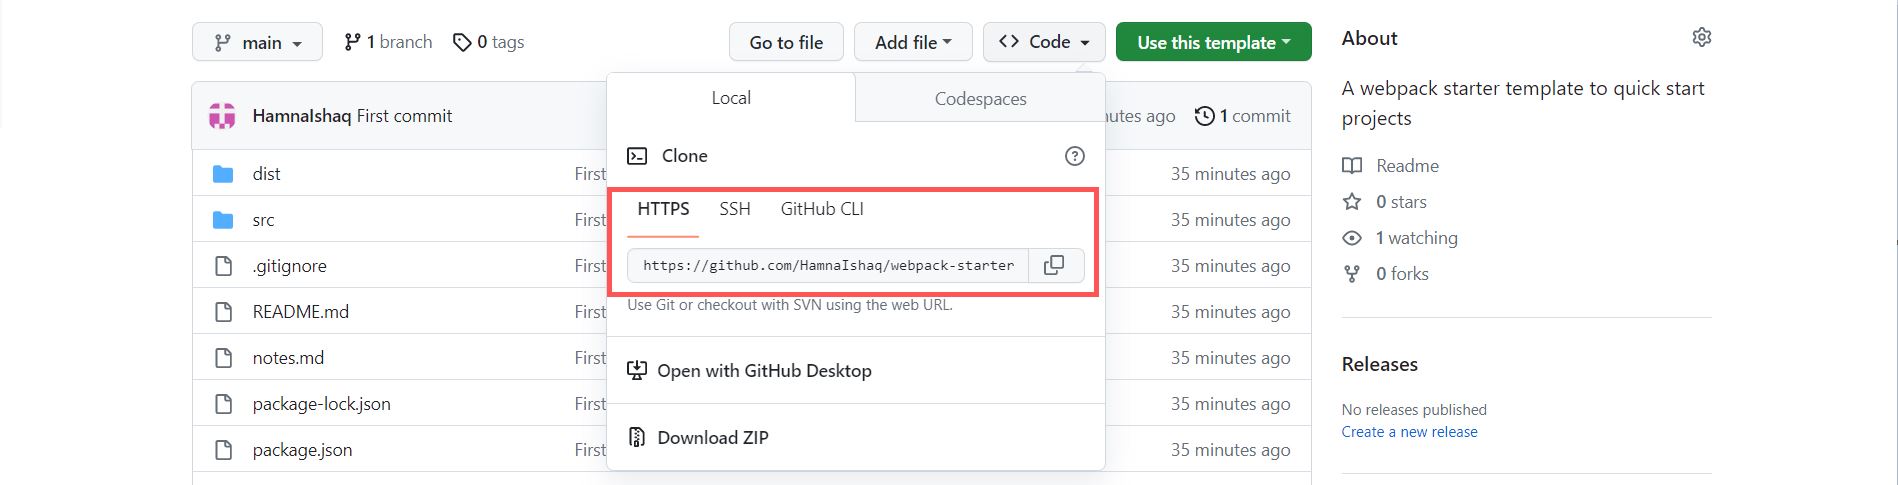 main 1 branch 0 tags Go to file Add file Code Use this template
Local Codespaces
HamnaIshaq First commit nutes ago 1 commit
Clone
dist First 35 minutes ago
HTTPS SSH GitHub CLI
src First 35 minutes ago
https://github.com/HamnaIshaq/webpack-starter
.gitignore First 35 minutes ago
Use Git or checkout with SVN using the web URL.
README.md First 35 minutes ago
notes.md First 35 minutes ago
Open with GitHub Desktop
package-lock.json First 35 minutes ago
Download ZIP
package.json First 35 minutes ago
About
A webpack starter template to quick start
projects
Readme
0 stars
1 watching
0 forks
Releases
No releases published
Create a new release